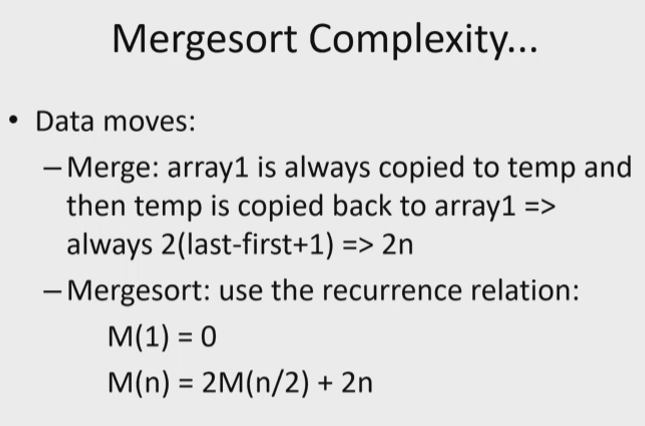 Mergesort Complexity...
• Data moves:
– Merge: array1 is always copied to temp and
then temp is copied back to array1 =>
always 2(last-first+1) => 2n
– Mergesort: use the recurrence relation:
M(1) = 0
M(n) = 2M(n/2) + 2n